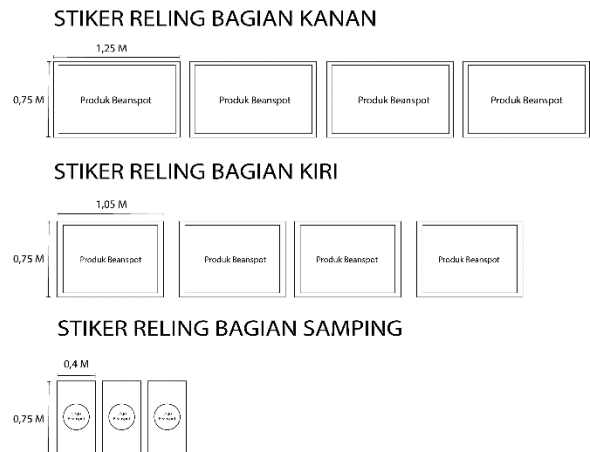 STIKER RELING BAGIAN KANAN
1,25 M
0,75 M
Produk Beanspot
Produk Beanspot
Produk Beanspot
Produk Beanspot
STIKER RELING BAGIAN KIRI
1,05 M
0,75 M
Produk Beanspot
Produk Beanspot
Produk Beanspot
Produk Beanspot
STIKER RELING BAGIAN SAMPING
0,4 M
0,75 M